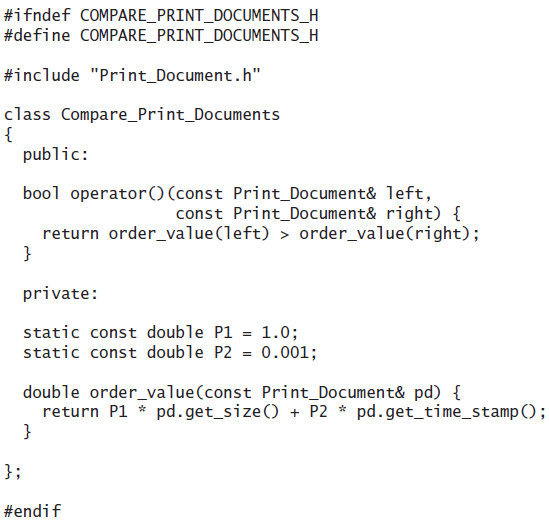 #ifndef COMPARE_PRINT_DOCUMENTS_H
#define COMPARE_PRINT_DOCUMENTS_H

#include "Print_Document.h"

class Compare_Print_Documents
{
  public:

  bool operator()(const Print_Document& left,
                  const Print_Document& right) {
    return order_value(left) > order_value(right);
  }

  private:

  static const double P1 = 1.0;
  static const double P2 = 0.001;

  double order_value(const Print_Document& pd) {
    return P1 * pd.get_size() + P2 * pd.get_time_stamp();
  }

};

#endif